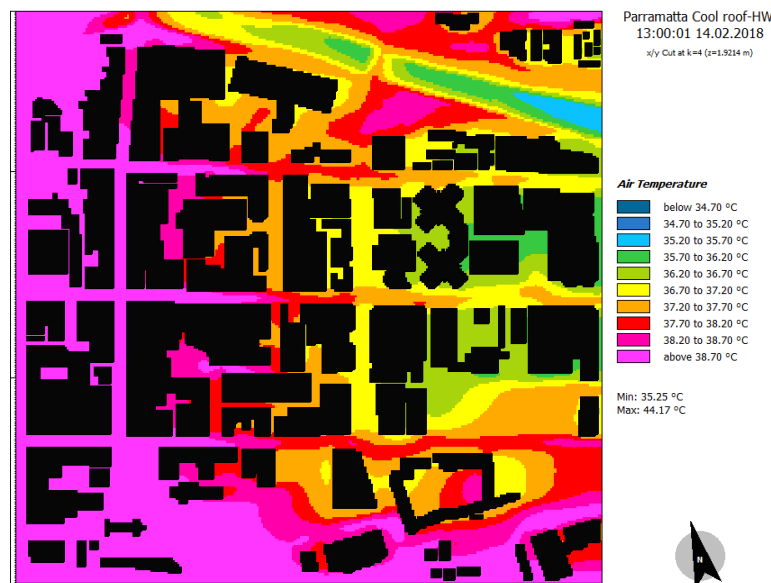 Parramatta Cool roof-HW
13:00:01 14.02.2018
x/y Cut at k=4 (z=1.9214 m)
Air Temperature
below 34.70 °C
34.70 to 35.20 °C
35.20 to 35.70 °C
35.70 to 36.20 °C
36.20 to 36.70 °C
36.70 to 37.20 °C
37.20 to 37.70 °C
37.70 to 38.20 °C
38.20 to 38.70 °C
above 38.70 °C
Min: 35.25 °C
Max: 44.17 °C
N